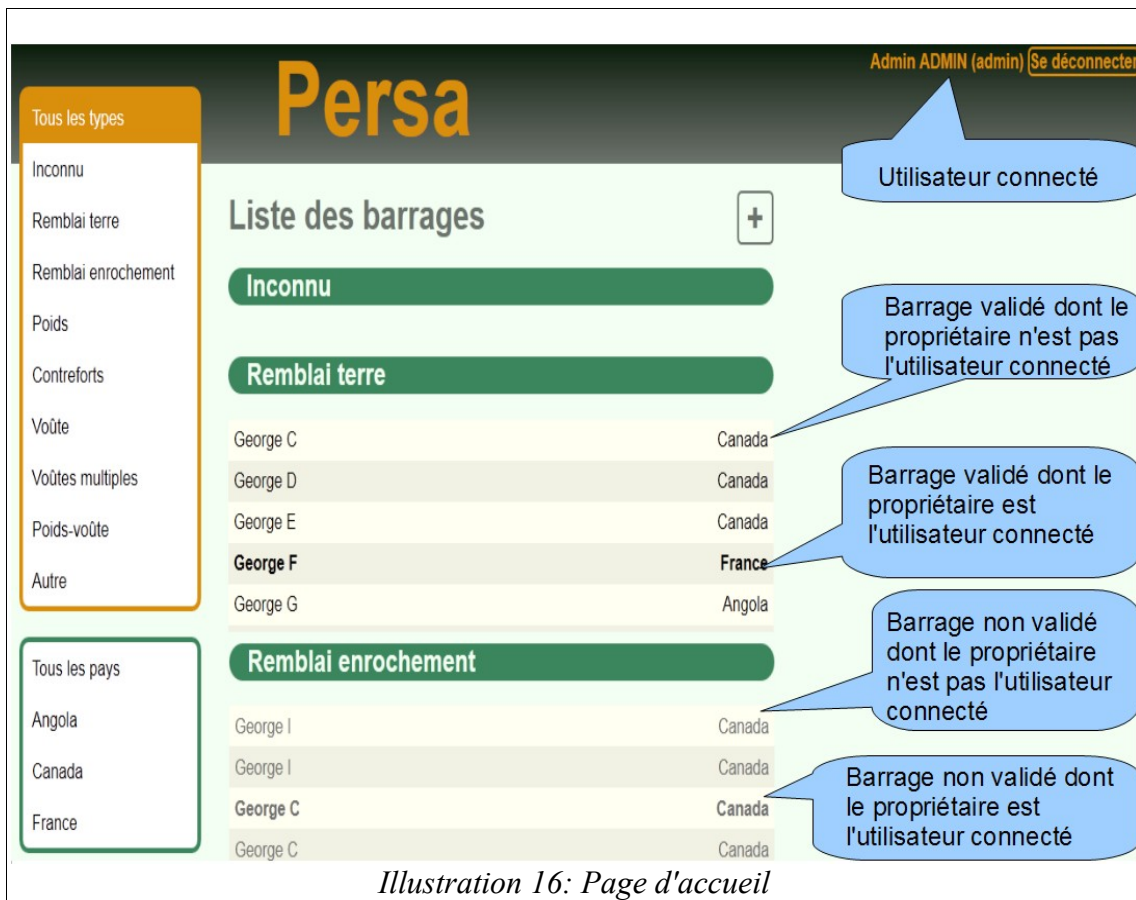 Persa
Admin ADMIN (admin) Se déconnecter
Utilisateur connecté
Tous les types
Inconnu
Remblai terre
Remblai enrochement
Poids
Contreforts
Voûte
Voûtes multiples
Poids-voûte
Autre
Tous les pays
Angola
Canada
France
Liste des barrages +
Inconnu
Remblai terre
George C Canada
George D Canada
George E Canada
George F France
George G Angola
Remblai enrochement
George I Canada
George I Canada
George C Canada
George C Canada
Barrage validé dont le
propriétaire n'est pas
l'utilisateur connecté
Barrage validé dont le
propriétaire est
l'utilisateur connecté
Barrage non validé
dont le propriétaire
n'est pas l'utilisateur
connecté
Barrage non validé dont
le propriétaire est
l'utilisateur connecté
Illustration 16: Page d'accueil